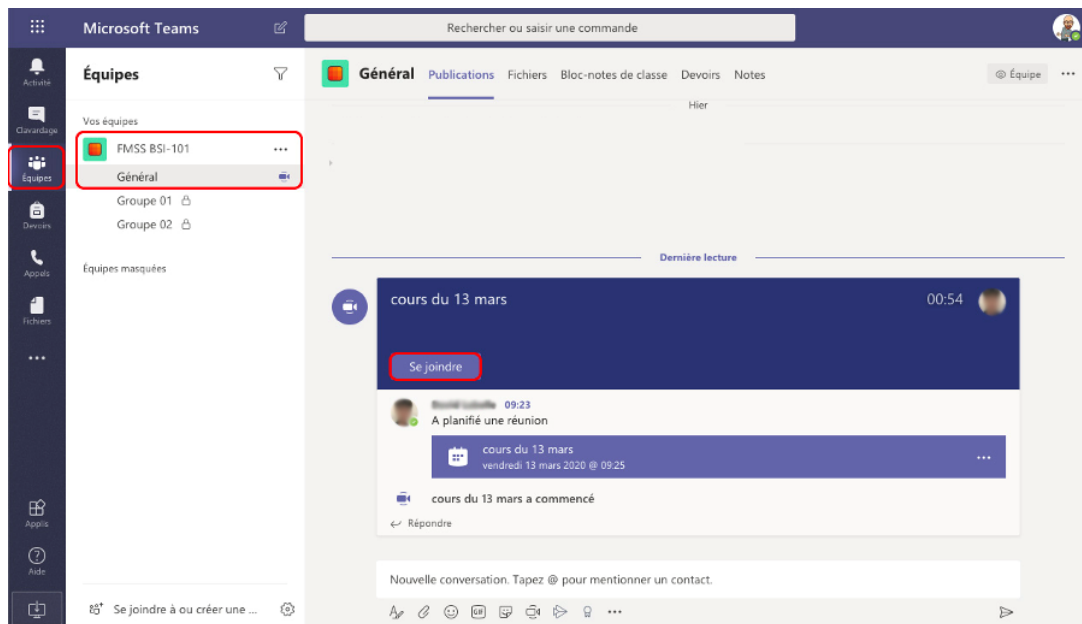 Microsoft Teams
Rechercher ou saisir une commande
Activité
Clavardage
Équipes
Devoirs
Appels
Fichiers
Applis
Aide
Équipes
Vos équipes
FMSS BSI-101
Général
Groupe 01
Groupe 02
Équipes masquées
Se joindre à ou créer une ...
Général Publications Fichiers Bloc-notes de classe Devoirs Notes
Équipe
Hier
Dernière lecture
cours du 13 mars 00:54
Se joindre
09:23
A planifié une réunion
cours du 13 mars
vendredi 13 mars 2020 @ 09:25
cours du 13 mars a commencé
Répondre
Nouvelle conversation. Tapez @ pour mentionner un contact.
GIF